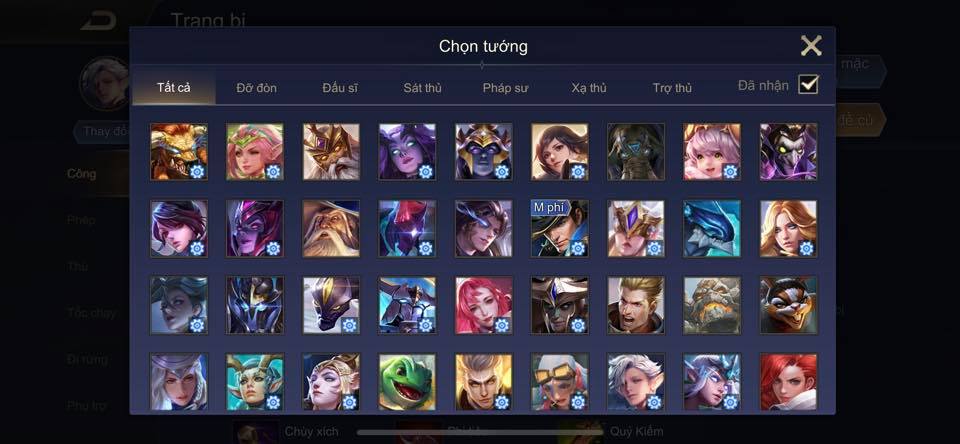 Trang bị
Chọn tướng
Tất cả
Đỡ đòn
Đấu sĩ
Sát thủ
Pháp sư
Xạ thủ
Trợ thủ
Đã nhận
mặc
đề cử
Thay đổi
Công
Phép
Thủ
Tốc chạy
Đi rừng
Phụ trợ
M phí
Chùy xích
Quỷ Kiếm